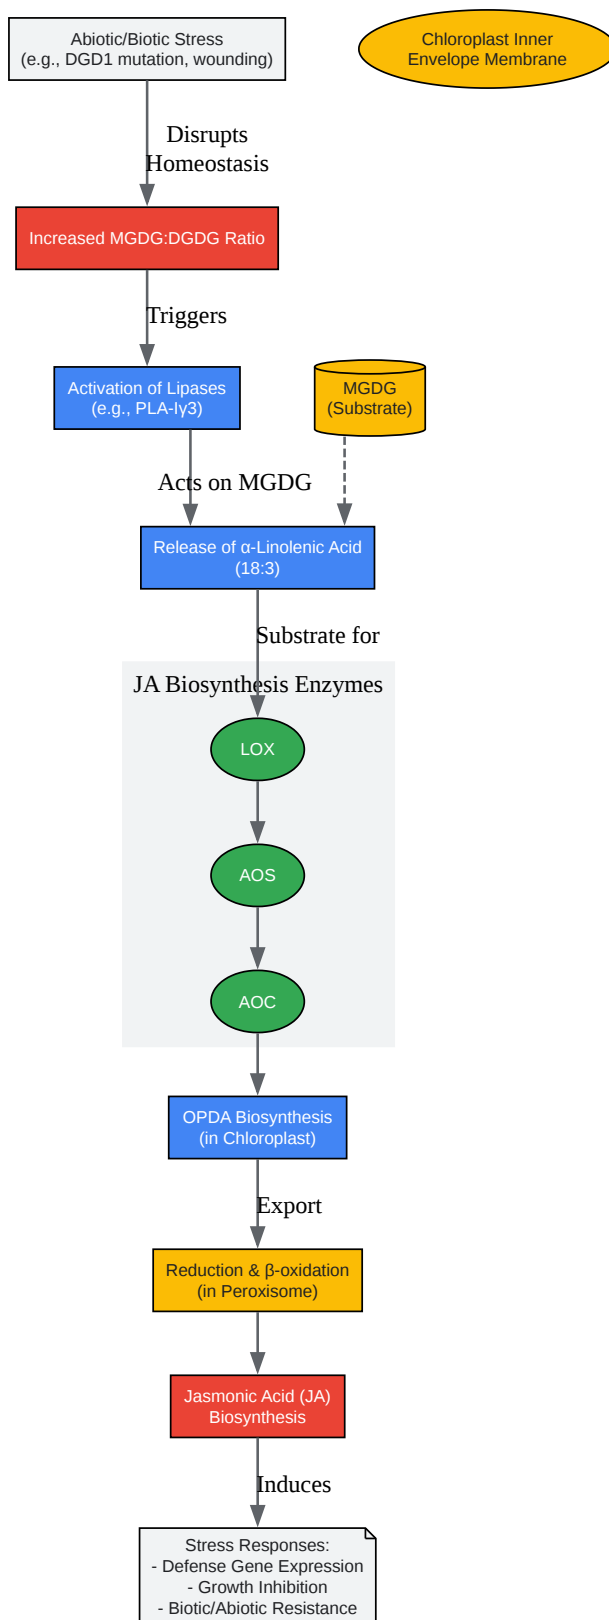 Abiotic/Biotic Stress
(e.g., DGD1 mutation, wounding)
Chloroplast Inner
Envelope Membrane
Disrupts
Homeostasis
Increased MGDG:DGDG Ratio
Triggers
Activation of Lipases
(e.g., PLA-Iγ3)
MGDG
(Substrate)
Acts on MGDG
Release of α-Linolenic Acid
(18:3)
Substrate for
JA Biosynthesis Enzymes
LOX
AOS
AOC
OPDA Biosynthesis
(in Chloroplast)
Export
Reduction & β-oxidation
(in Peroxisome)
Jasmonic Acid (JA)
Biosynthesis
Induces
Stress Responses:
- Defense Gene Expression
- Growth Inhibition
- Biotic/Abiotic Resistance